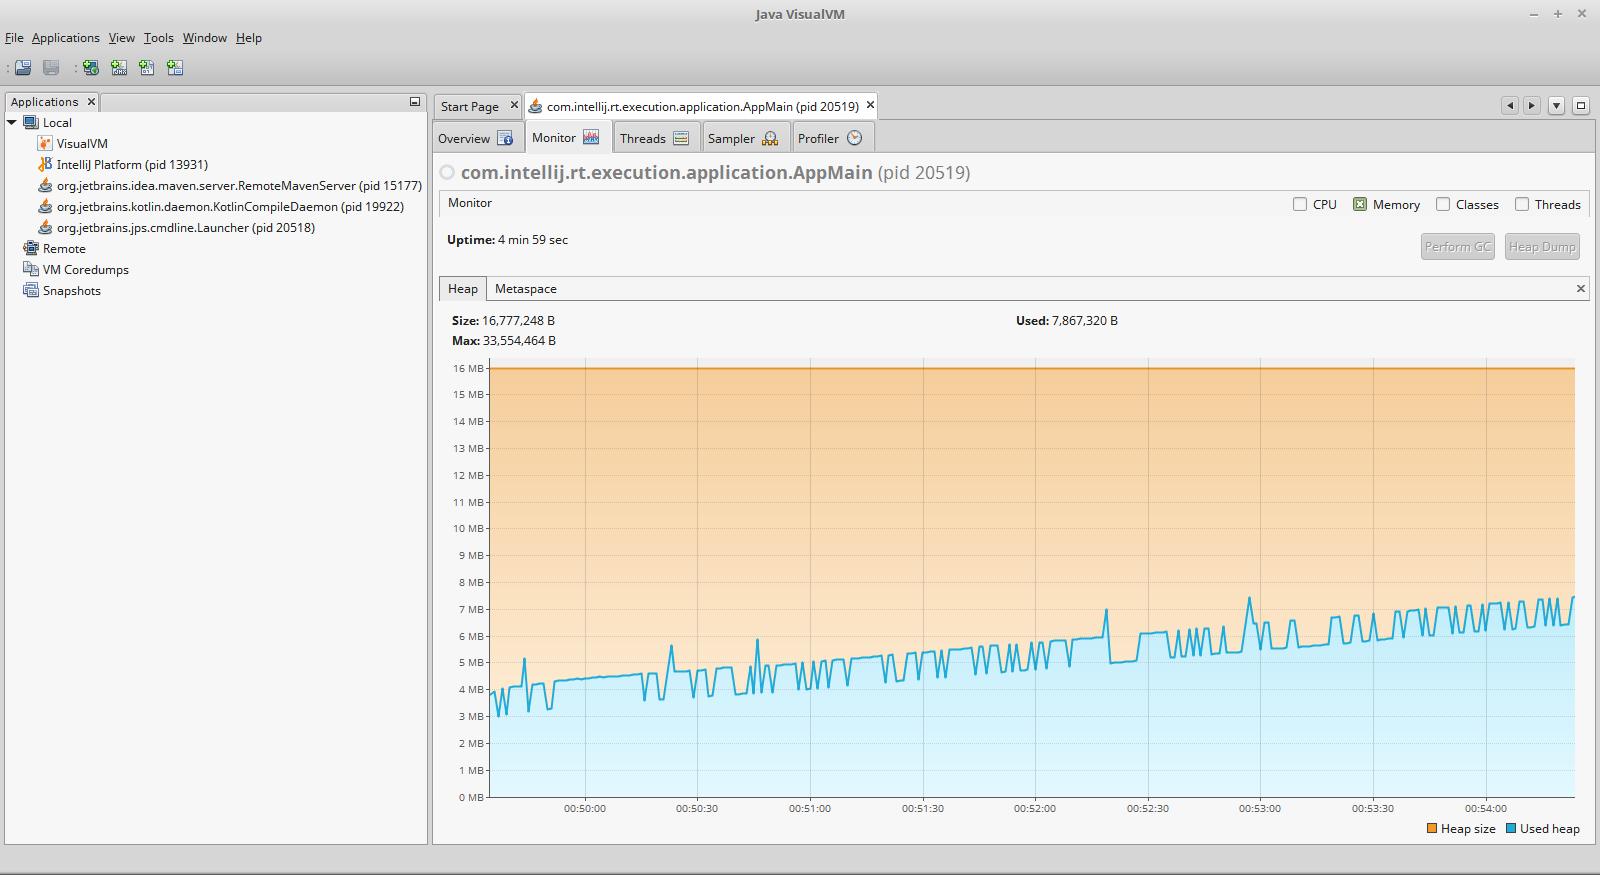 Java VisualVM
File Applications View Tools Window Help
Applications
Local
VisualVM
IntelliJ Platform (pid 13931)
org.jetbrains.idea.maven.server.RemoteMavenServer (pid 15177)
org.jetbrains.kotlin.daemon.KotlinCompileDaemon (pid 19922)
org.jetbrains.jps.cmdline.Launcher (pid 20518)
Remote
VM Coredumps
Snapshots
Start Page com.intellij.rt.execution.application.AppMain (pid 20519)
Overview Monitor Threads Sampler Profiler
com.intellij.rt.execution.application.AppMain (pid 20519)
Monitor CPU Memory Classes Threads
Uptime: 4 min 59 sec
Perform GC Heap Dump
Heap Metaspace
Size: 16,777,248 B Used: 7,867,320 B
Max: 33,554,464 B
16 MB
15 MB
14 MB
13 MB
12 MB
11 MB
10 MB
9 MB
8 MB
7 MB
6 MB
5 MB
4 MB
3 MB
2 MB
1 MB
0 MB
00:50:00 00:50:30 00:51:00 00:51:30 00:52:00 00:52:30 00:53:00 00:53:30 00:54:00
Heap size Used heap